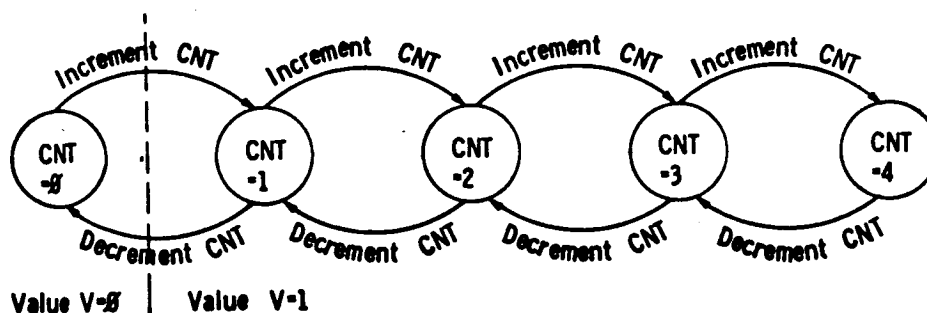 Increment CNT
Increment CNT
Increment CNT
Increment CNT
CNT
=Ø
CNT
=1
CNT
=2
CNT
=3
CNT
=4
Decrement CNT
Decrement CNT
Decrement CNT
Decrement CNT
Value V=Ø
Value V=1